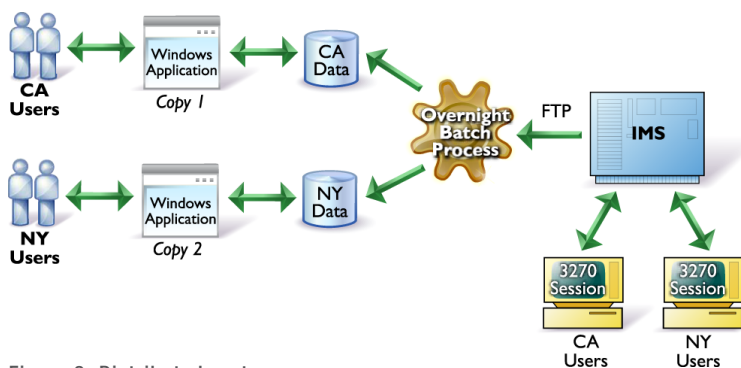 CA
Users
Windows
Application
Copy 1
CA
Data
Overnight
Batch
Process
FTP
IMS
NY
Users
Windows
Application
Copy 2
NY
Data
3270
Session
CA
Users
3270
Session
NY
Users